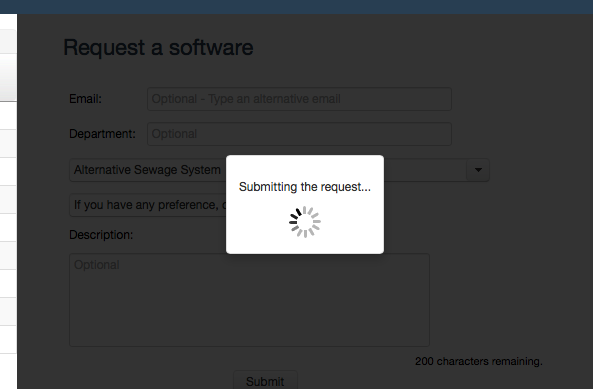 Request a software
Email:
Optional - Type an alternative email
Department:
Optional
Alternative Sewage System
Submitting the request...
If you have any preference,
Description:
Optional
200 characters remaining.
Submit